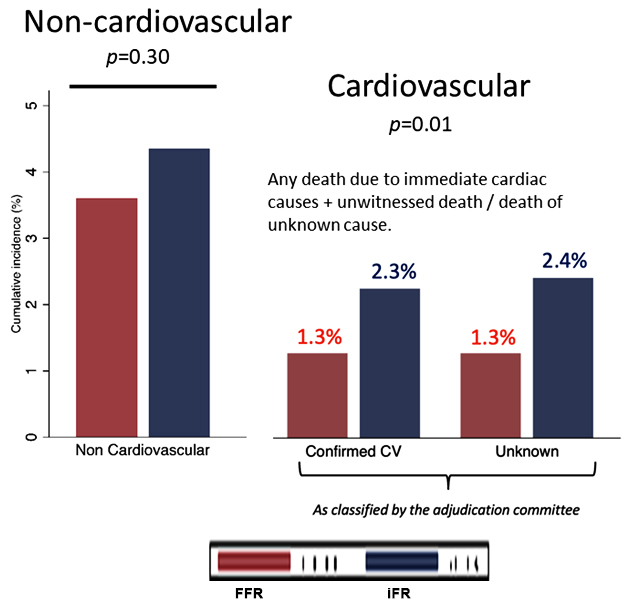 Non-cardiovascular
p=0.30
Cardiovascular
p=0.01
Any death due to immediate cardiac
causes + unwitnessed death / death of
unknown cause.
Cumulative incidence (%)
5
4
3
2
1
0
2.3%
2.4%
1.3%
1.3%
Non Cardiovascular
Confirmed CV
Unknown
As classified by the adjudication committee
FFR
iFR